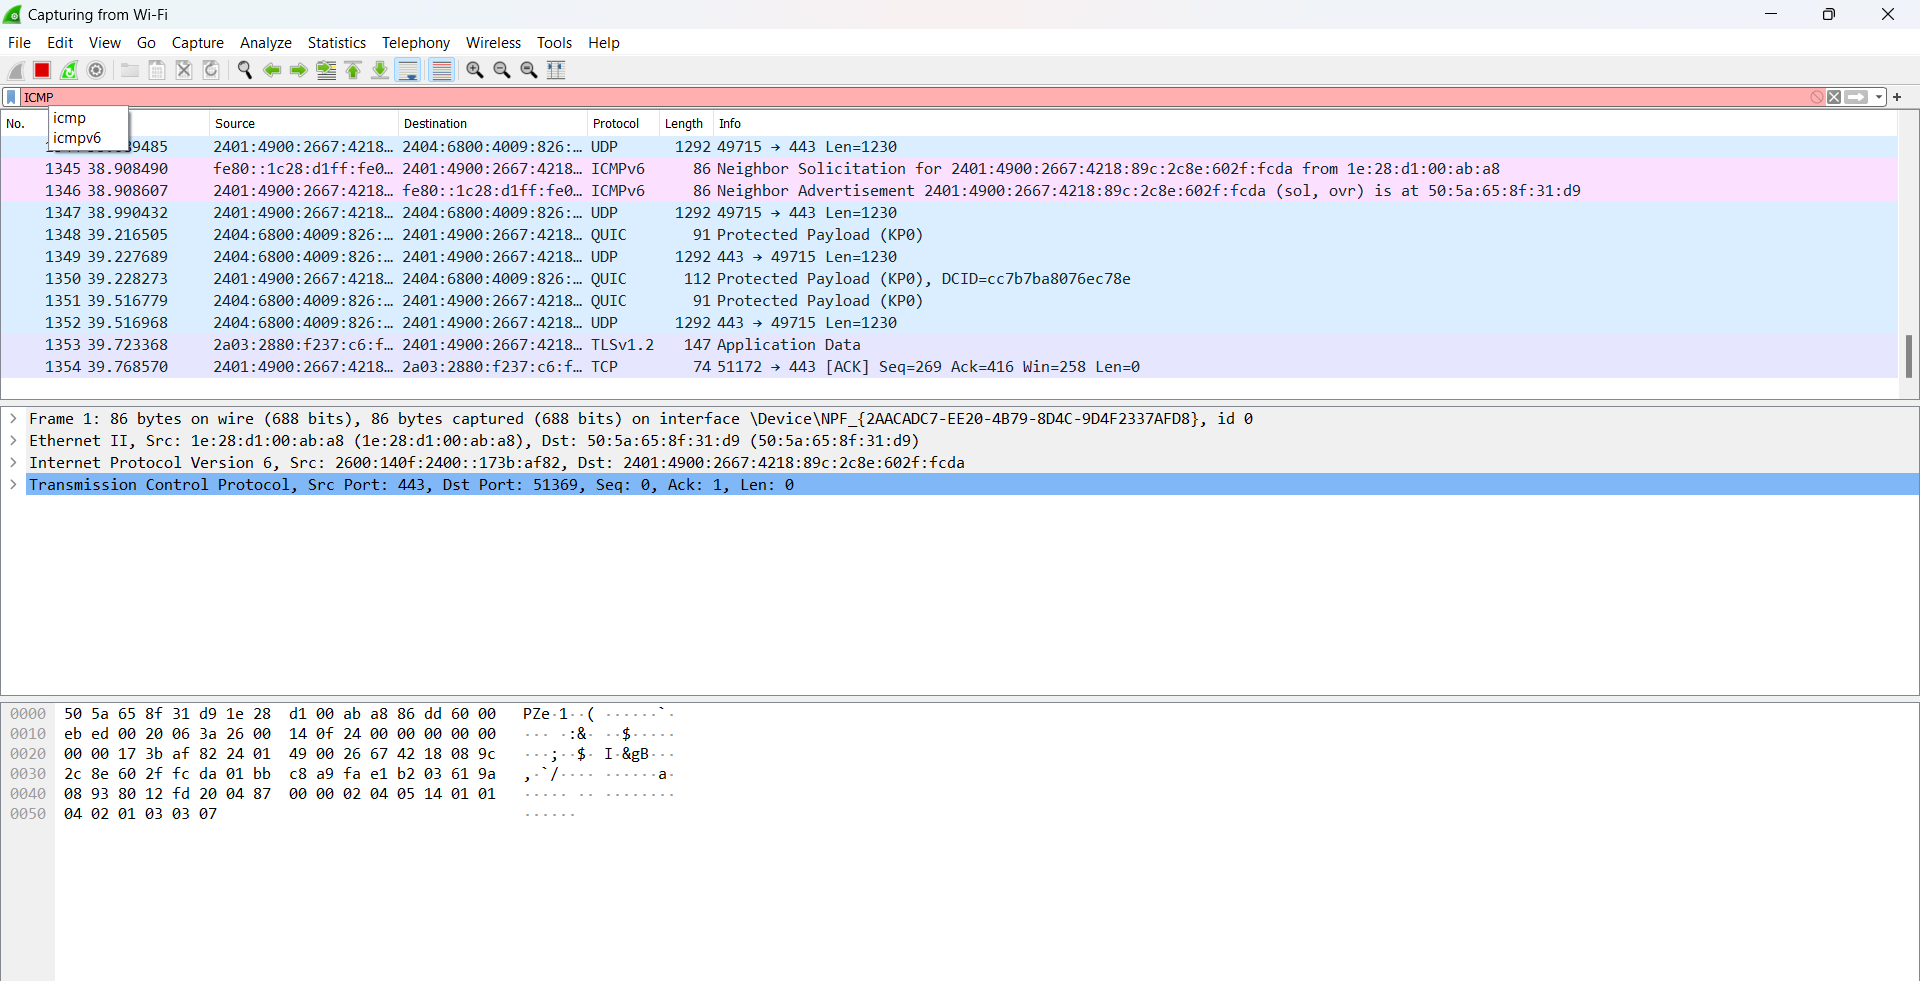 Capturing from Wi-Fi
File Edit View Go Capture Analyze Statistics Telephony Wireless Tools Help
ICMP
icmp
icmpv6
No. Source Destination Protocol Length Info
9485 2401:4900:2667:4218… 2404:6800:4009:826:… UDP 1292 49715 → 443 Len=1230
1345 38.908490 fe80::1c28:d1ff:fe0… 2401:4900:2667:4218… ICMPv6 86 Neighbor Solicitation for 2401:4900:2667:4218:89c:2c8e:602f:fcda from 1e:28:d1:00:ab:a8
1346 38.908607 2401:4900:2667:4218… fe80::1c28:d1ff:fe0… ICMPv6 86 Neighbor Advertisement 2401:4900:2667:4218:89c:2c8e:602f:fcda (sol, ovr) is at 50:5a:65:8f:31:d9
1347 38.990432 2401:4900:2667:4218… 2404:6800:4009:826:… UDP 1292 49715 → 443 Len=1230
1348 39.216505 2404:6800:4009:826:… 2401:4900:2667:4218… QUIC 91 Protected Payload (KP0)
1349 39.227689 2404:6800:4009:826:… 2401:4900:2667:4218… UDP 1292 443 → 49715 Len=1230
1350 39.228273 2401:4900:2667:4218… 2404:6800:4009:826:… QUIC 112 Protected Payload (KP0), DCID=cc7b7ba8076ec78e
1351 39.516779 2404:6800:4009:826:… 2401:4900:2667:4218… QUIC 91 Protected Payload (KP0)
1352 39.516968 2404:6800:4009:826:… 2401:4900:2667:4218… UDP 1292 443 → 49715 Len=1230
1353 39.723368 2a03:2880:f237:c6:f… 2401:4900:2667:4218… TLSv1.2 147 Application Data
1354 39.768570 2401:4900:2667:4218… 2a03:2880:f237:c6:f… TCP 74 51172 → 443 [ACK] Seq=269 Ack=416 Win=258 Len=0
Frame 1: 86 bytes on wire (688 bits), 86 bytes captured (688 bits) on interface \Device\NPF_{2AACADC7-EE20-4B79-8D4C-9D4F2337AFD8}, id 0
Ethernet II, Src: 1e:28:d1:00:ab:a8 (1e:28:d1:00:ab:a8), Dst: 50:5a:65:8f:31:d9 (50:5a:65:8f:31:d9)
Internet Protocol Version 6, Src: 2600:140f:2400::173b:af82, Dst: 2401:4900:2667:4218:89c:2c8e:602f:fcda
Transmission Control Protocol, Src Port: 443, Dst Port: 51369, Seq: 0, Ack: 1, Len: 0
0000 50 5a 65 8f 31 d9 1e 28 d1 00 ab a8 86 dd 60 00 PZe·1··( ······`·
0010 eb ed 00 20 06 3a 26 00 14 0f 24 00 00 00 00 00 ··· ·:&· ··$·····
0020 00 00 17 3b af 82 24 01 49 00 26 67 42 18 08 9c ···;··$· I·&gB···
0030 2c 8e 60 2f fc da 01 bb c8 a9 fa e1 b2 03 61 9a ,·`/···· ······a·
0040 08 93 80 12 fd 20 04 87 00 00 02 04 05 14 01 01 ····· ·· ········
0050 04 02 01 03 03 07 ······